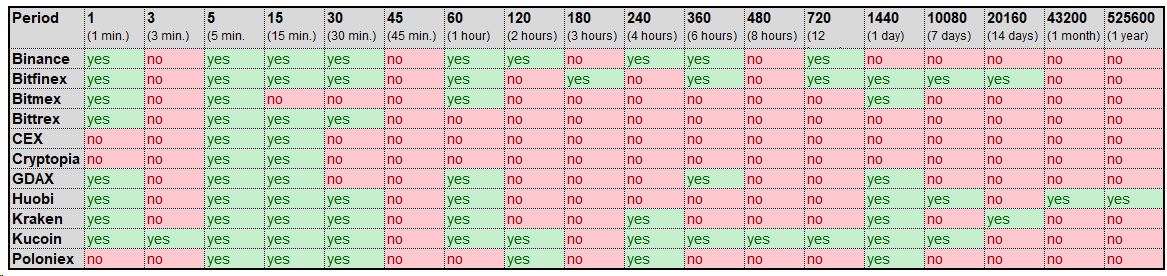 Period 1 3 5 15 30 45 60 120 180 240 360 480 720 1440 10080 20160 43200 525600
(1 min.) (3 min.) (5 min. (15 min.) (30 min.) (45 min.) (1 hour) (2 hours) (3 hours) (4 hours) (6 hours) (8 hours) (12 (1 day) (7 days) (14 days) (1 month) (1 year)
Binance yes no yes yes yes no yes yes no yes yes no yes no no no no no
Bitfinex yes no yes yes yes no yes no yes no yes no yes yes yes yes no no
Bitmex yes no yes no no no yes no no no no no no yes no no no no
Bittrex yes no yes yes yes no no no no no no no no no no no no no
CEX no no yes yes no no no no no no no no no no no no no no
Cryptopia no no yes yes no no no no no no no no no no no no no no
GDAX yes no yes yes no no yes no no no yes no no yes no no no no
Huobi yes no yes yes yes no yes no no no no no no yes yes no yes yes
Kraken yes no yes yes yes no yes no no yes no no no yes no yes no no
Kucoin yes yes yes yes yes no yes yes no yes yes yes yes yes yes no no no
Poloniex no no yes yes yes no no yes no yes no no no yes no no no no